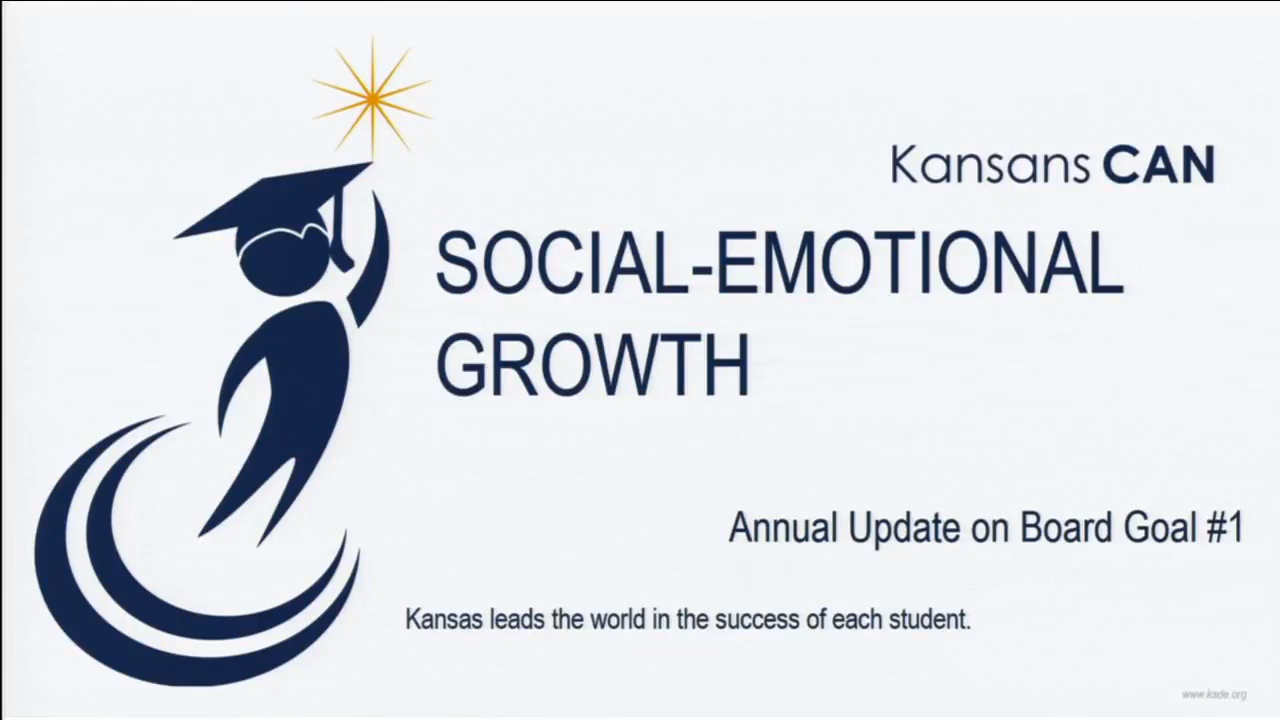 Kansans CAN
SOCIAL-EMOTIONAL
GROWTH
Annual Update on Board Goal #1
Kansas leads the world in the success of each student.
www.ksde.org